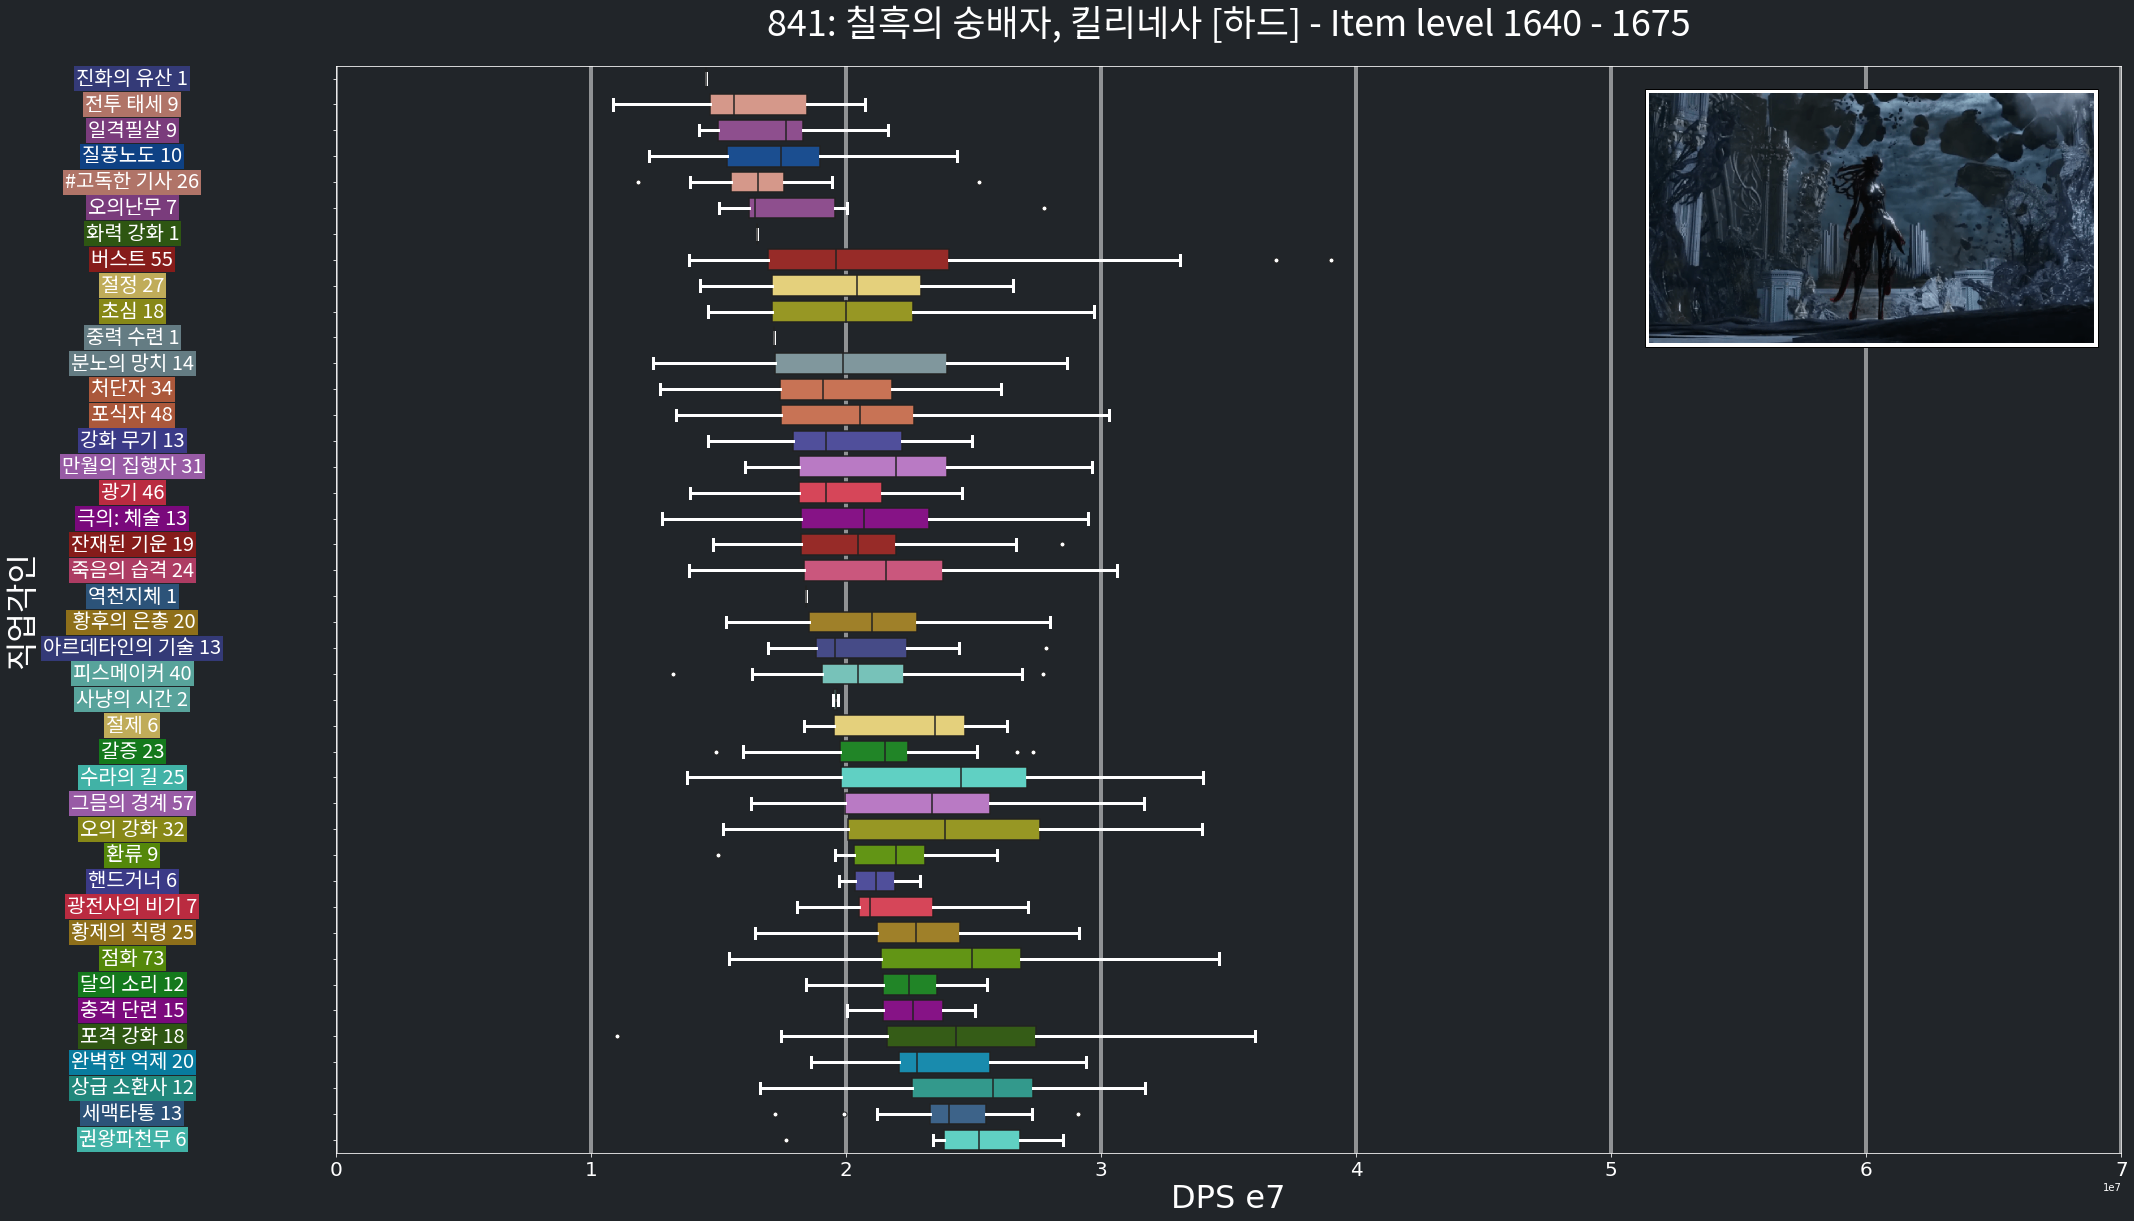 841: 칠흑의 숭배자, 킬리네사 [하드] - Item level 1640 - 1675
직업각인
진화의 유산 1
전투 태세 9
일격필살 9
질풍노도 10
#고독한 기사 26
오의난무 7
화력 강화 1
버스트 55
절정 27
초심 18
중력 수련 1
분노의 망치 14
처단자 34
포식자 48
강화 무기 13
만월의 집행자 31
광기 46
극의: 체술 13
잔재된 기운 19
죽음의 습격 24
역천지체 1
황후의 은총 20
아르데타인의 기술 13
피스메이커 40
사냥의 시간 2
절제 6
갈증 23
수라의 길 25
그믐의 경계 57
오의 강화 32
환류 9
핸드거너 6
광전사의 비기 7
황제의 칙령 25
점화 73
달의 소리 12
충격 단련 15
포격 강화 18
완벽한 억제 20
상급 소환사 12
세맥타통 13
권왕파천무 6
0 1 2 3 4 5 6 7
1e7
DPS e7